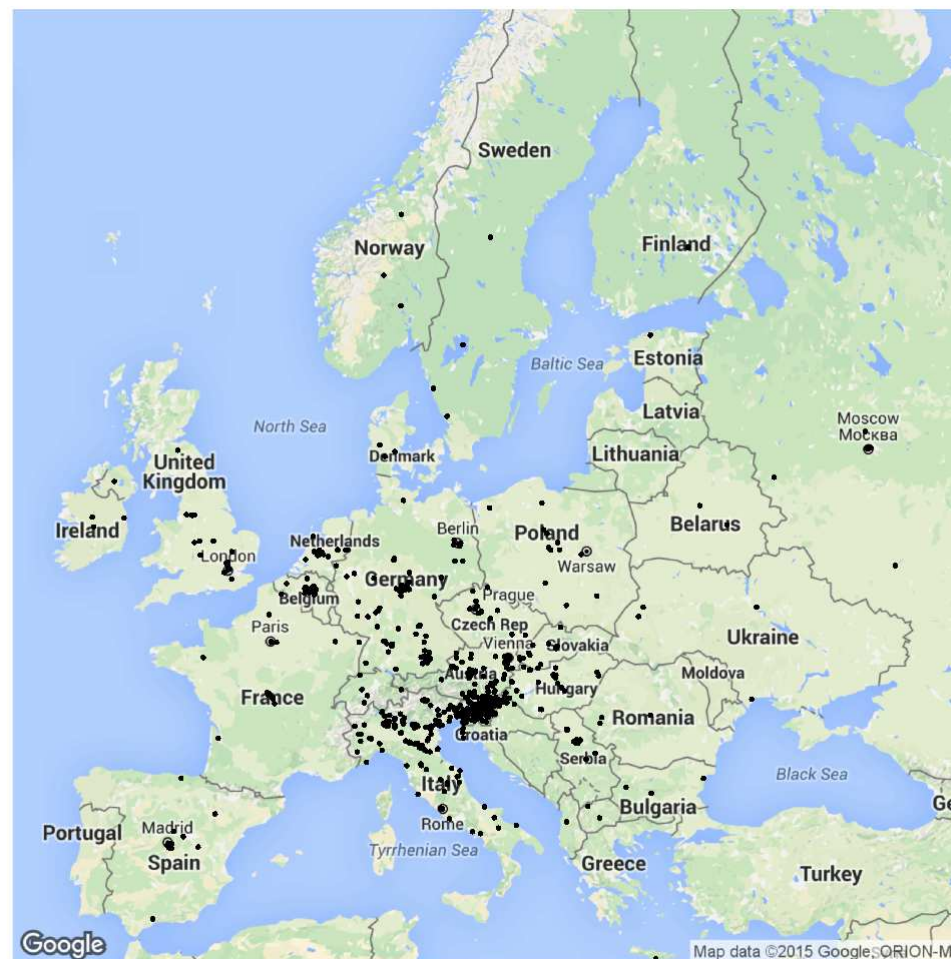 Sweden
Norway
Finland
Baltic Sea
Estonia
Latvia
Moscow
Москва
North Sea
Denmark
Lithuania
United
Kingdom
Ireland
Belarus
Netherlands
Berlin
Poland
Warsaw
London
Germany
Belgium
Prague
Paris
Czech Rep
Vienna
Slovakia
Ukraine
Austria
Hungary
Moldova
France
Romania
Croatia
Serbia
Italy
Black Sea
Bulgaria
Ge
Portugal
Madrid
Rome
Spain
Tyrrhenian Sea
Greece
Turkey
Google
Map data ©2015 Google, ORION-M